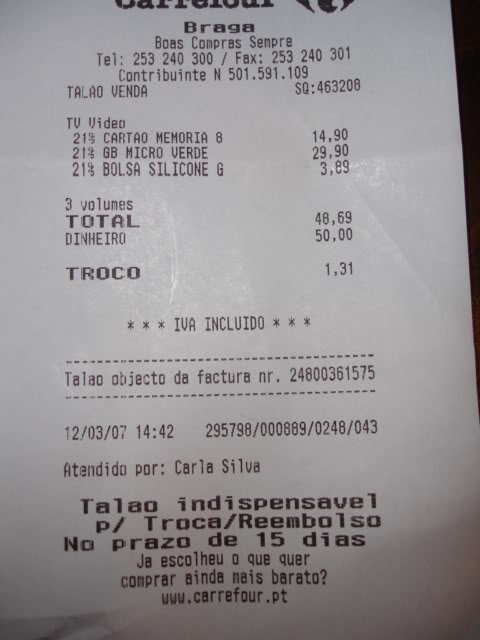 Carrefour
Braga
Boas Compras Sempre
Tel: 253 240 300 / Fax: 253 240 301
Contribuinte N 501.591.109
TALAO VENDA SQ:463208
TV Video
21% CARTAO MEMORIA 8 14,90
21% GB MICRO VERDE 29,90
21% BOLSA SILICONE G 3,89
3 volumes
TOTAL 48,69
DINHEIRO 50,00
TROCO 1,31
* * * IVA INCLUIDO * * *
Talao objecto da factura nr. 24800361575
12/03/07 14:42 295798/000889/0248/043
Atendido por: Carla Silva
Talao indispensavel
p/ Troca/Reembolso
No prazo de 15 dias
Ja escolheu o que quer
comprar ainda mais barato?
www.carrefour.pt